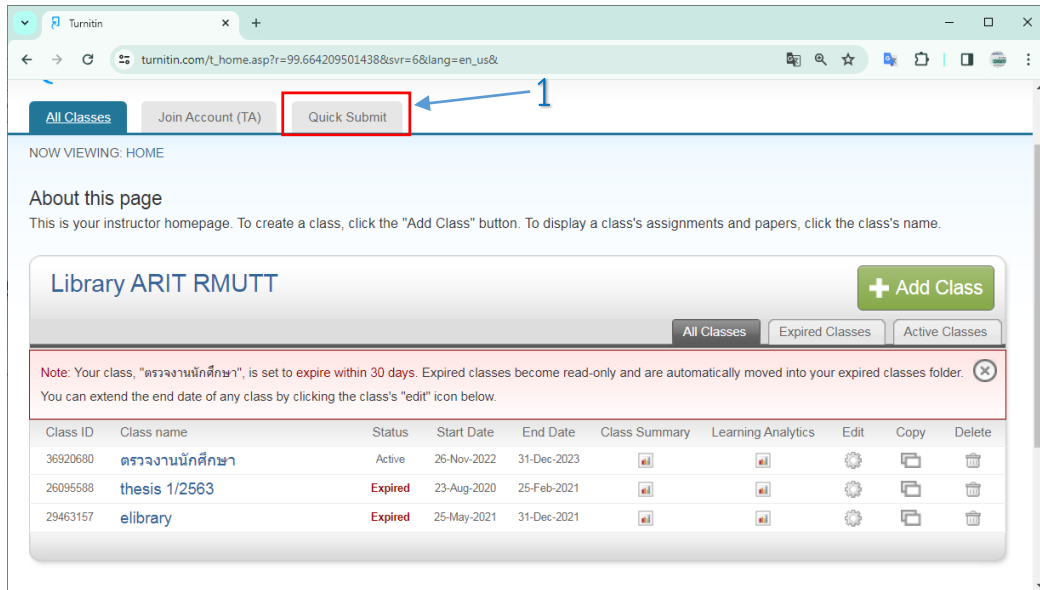 Turnitin
turnitin.com/t_home.asp?r=99.664209501438&svr=6&lang=en_us&
1
All Classes Join Account (TA) Quick Submit
NOW VIEWING: HOME
About this page
This is your instructor homepage. To create a class, click the "Add Class" button. To display a class's assignments and papers, click the class's name.
Library ARIT RMUTT
Add Class
All Classes Expired Classes Active Classes
Note: Your class, "ตรวจงานนักศึกษา", is set to expire within 30 days. Expired classes become read-only and are automatically moved into your expired classes folder.
You can extend the end date of any class by clicking the class's "edit" icon below.
Class ID Class name Status Start Date End Date Class Summary Learning Analytics Edit Copy Delete
36920680 ตรวจงานนักศึกษา Active 26-Nov-2022 31-Dec-2023
26095588 thesis 1/2563 Expired 23-Aug-2020 25-Feb-2021
29463157 elibrary Expired 25-May-2021 31-Dec-2021